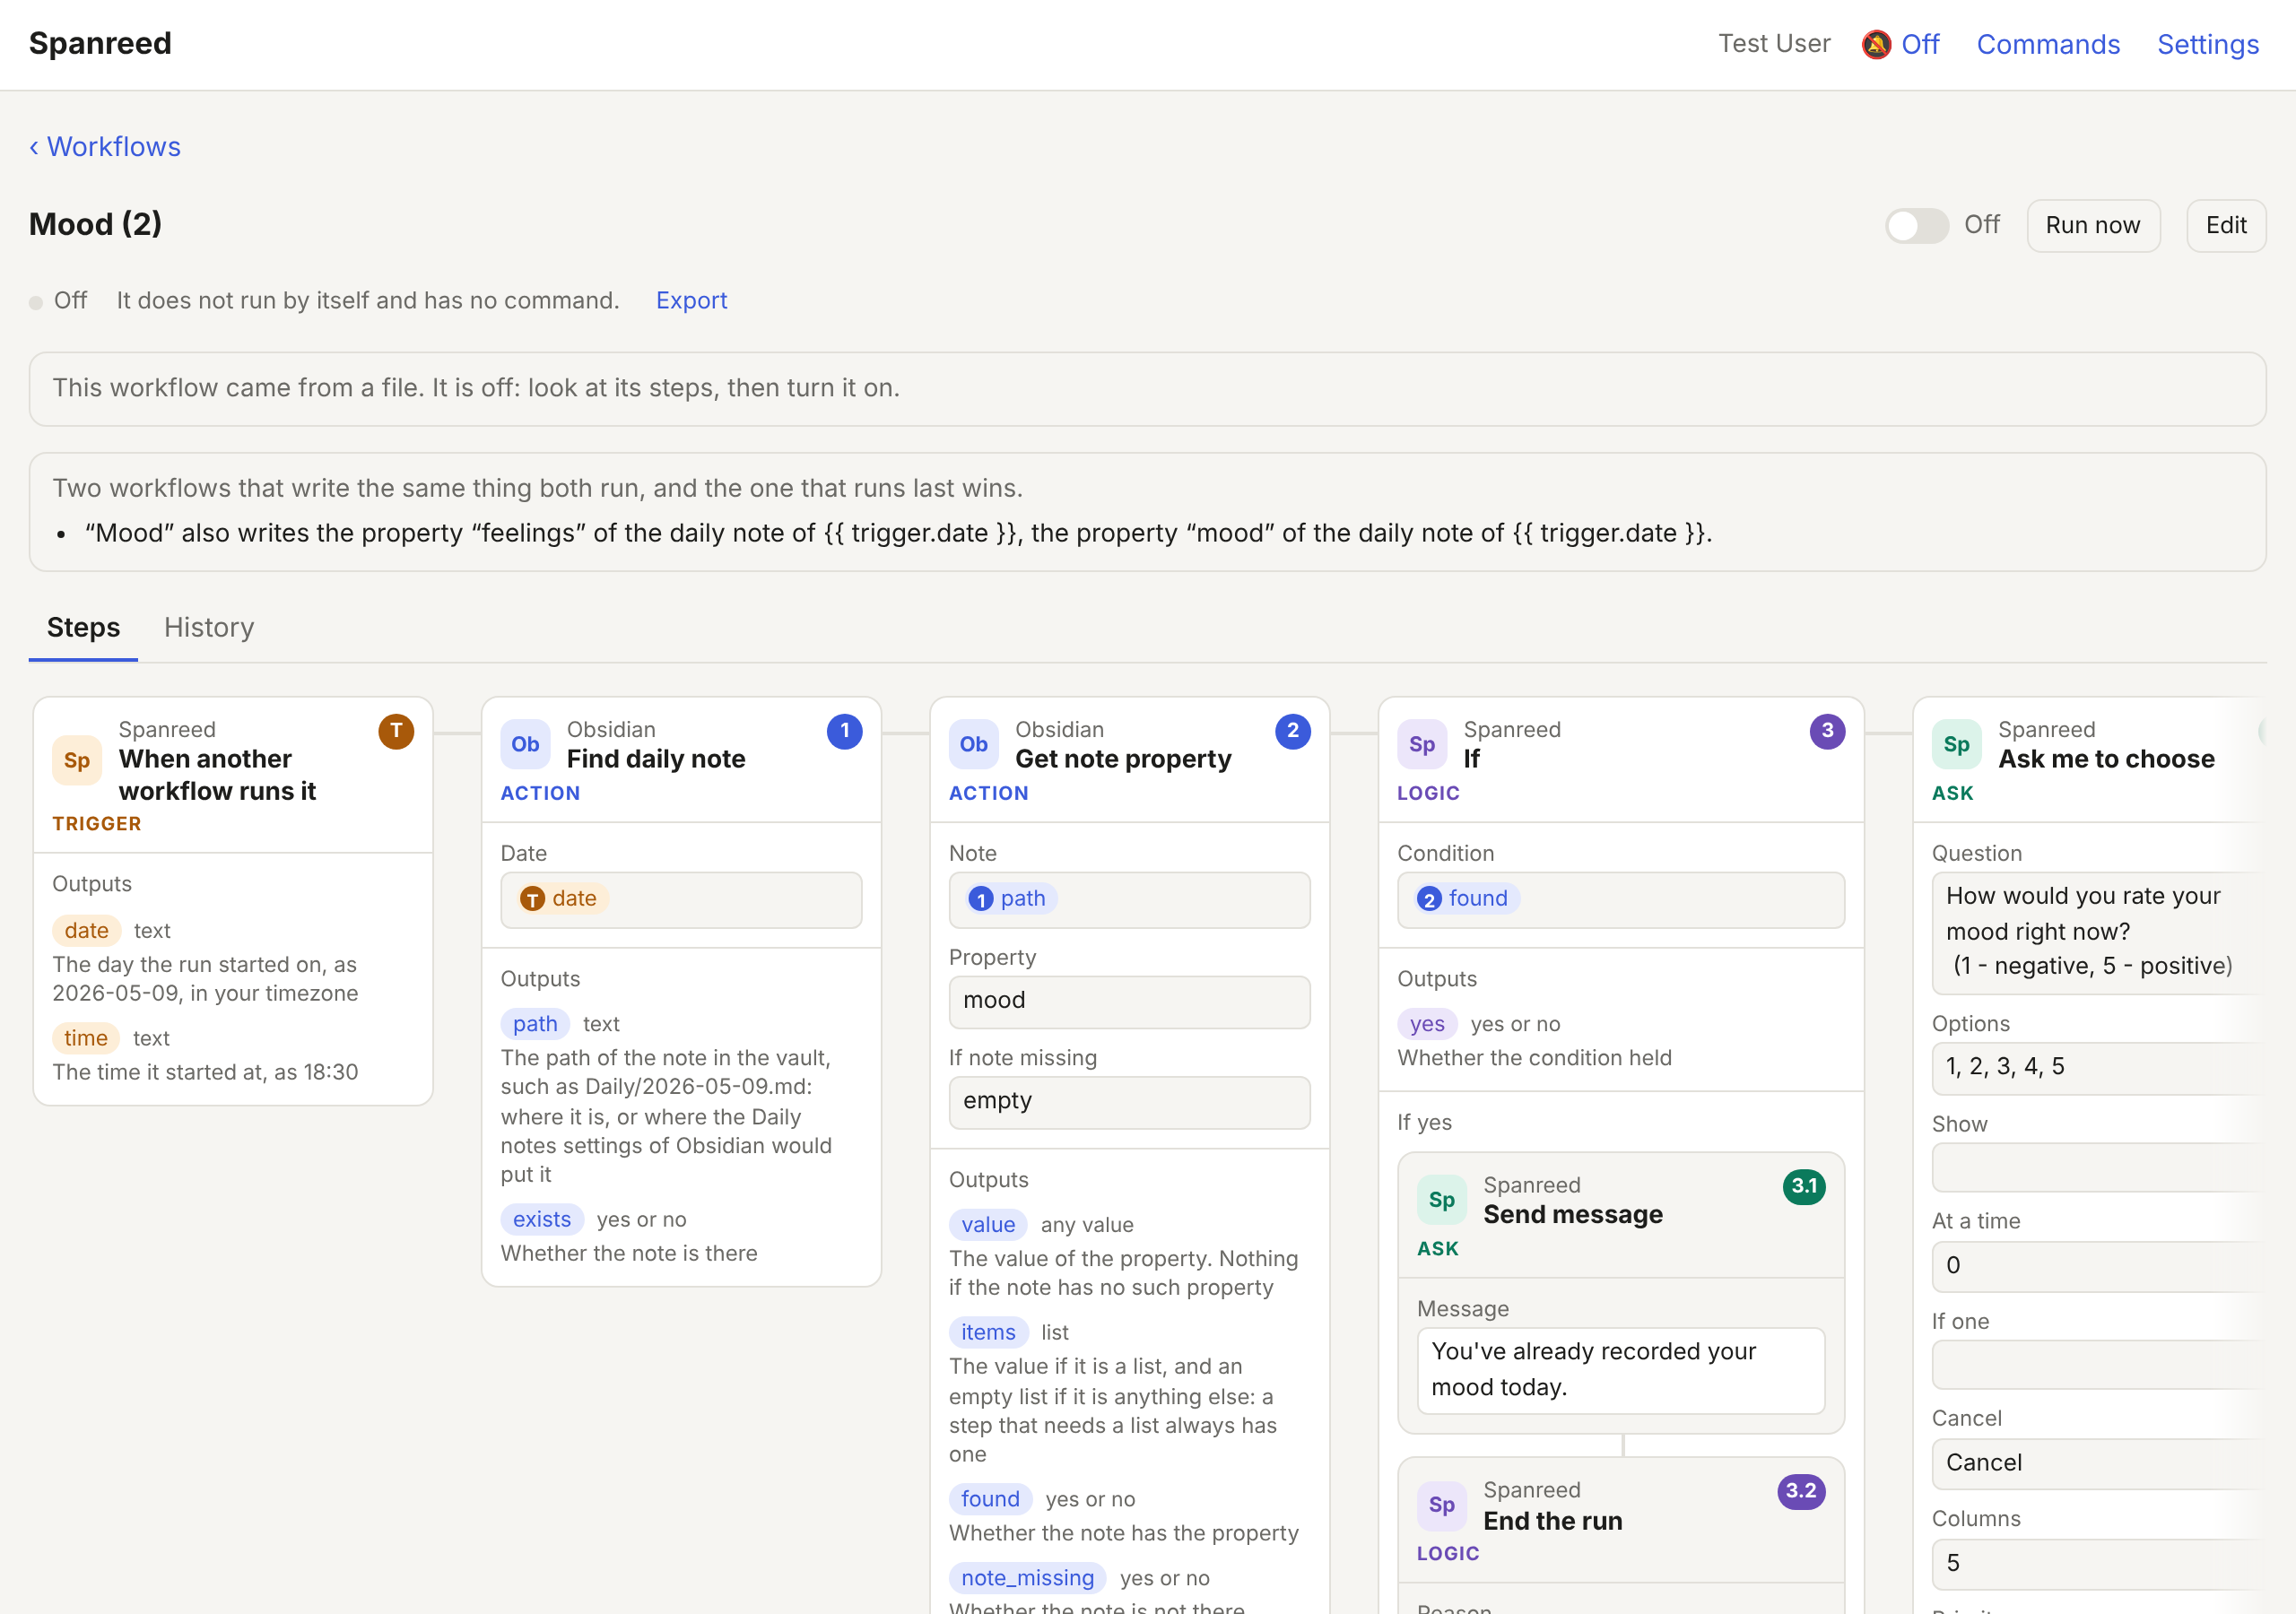 Spanreed
Test User
Off
Commands
Settings
‹ Workflows
Mood (2)
Off
Run now
Edit
Off
It does not run by itself and has no command.
Export
This workflow came from a file. It is off: look at its steps, then turn it on.
Two workflows that write the same thing both run, and the one that runs last wins.
• “Mood” also writes the property “feelings” of the daily note of {{ trigger.date }}, the property “mood” of the daily note of {{ trigger.date }}.
Steps
History
Sp
Spanreed
When another
workflow runs it
T
TRIGGER
Outputs
date text
The day the run started on, as
2026-05-09, in your timezone
time text
The time it started at, as 18:30
Ob
Obsidian
Find daily note
1
ACTION
Date
T date
Outputs
path text
The path of the note in the vault,
such as Daily/2026-05-09.md:
where it is, or where the Daily
notes settings of Obsidian would
put it
exists yes or no
Whether the note is there
Ob
Obsidian
Get note property
2
ACTION
Note
1 path
Property
mood
If note missing
empty
Outputs
value any value
The value of the property. Nothing
if the note has no such property
items list
The value if it is a list, and an
empty list if it is anything else: a
step that needs a list always has
one
found yes or no
Whether the note has the property
note_missing yes or no
Whether the note is not there
Sp
Spanreed
If
3
LOGIC
Condition
2 found
Outputs
yes yes or no
Whether the condition held
If yes
Sp
Spanreed
Send message
3.1
ASK
Message
You've already recorded your
mood today.
Sp
Spanreed
End the run
3.2
LOGIC
Reason
Sp
Spanreed
Ask me to choose
ASK
Question
How would you rate your
mood right now?
(1 - negative, 5 - positive)
Options
1, 2, 3, 4, 5
Show
At a time
0
If one
Cancel
Cancel
Columns
5